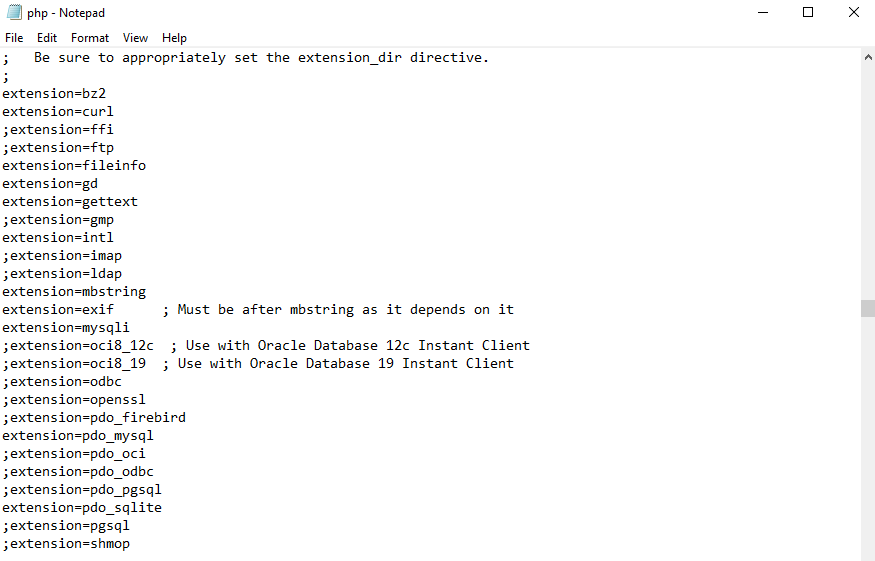 php - Notepad
File Edit Format View Help
;   Be sure to appropriately set the extension_dir directive.
;
extension=bz2
extension=curl
;extension=ffi
;extension=ftp
extension=fileinfo
extension=gd
extension=gettext
;extension=gmp
extension=intl
;extension=imap
;extension=ldap
extension=mbstring
extension=exif      ; Must be after mbstring as it depends on it
extension=mysqli
;extension=oci8_12c  ; Use with Oracle Database 12c Instant Client
;extension=oci8_19  ; Use with Oracle Database 19 Instant Client
;extension=odbc
;extension=openssl
;extension=pdo_firebird
extension=pdo_mysql
;extension=pdo_oci
;extension=pdo_odbc
;extension=pdo_pgsql
extension=pdo_sqlite
;extension=pgsql
;extension=shmop